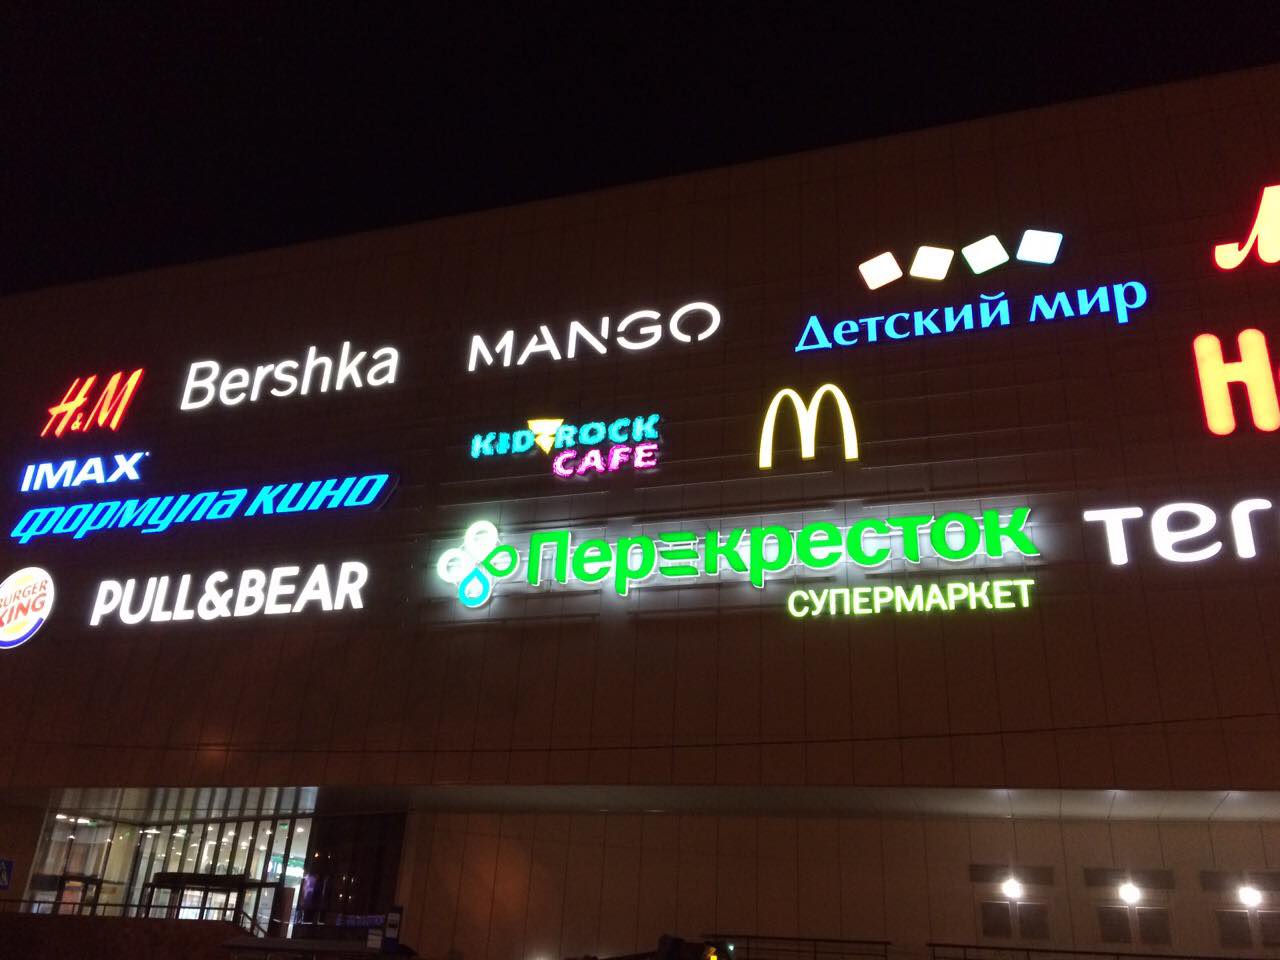 H&M
Bershka
MANGO
Детский мир
IMAX
ФОРМУЛА КИНО
KID ROCK
CAFE
BURGER
KING
PULL&BEAR
Перекресток
СУПЕРМАРКЕТ